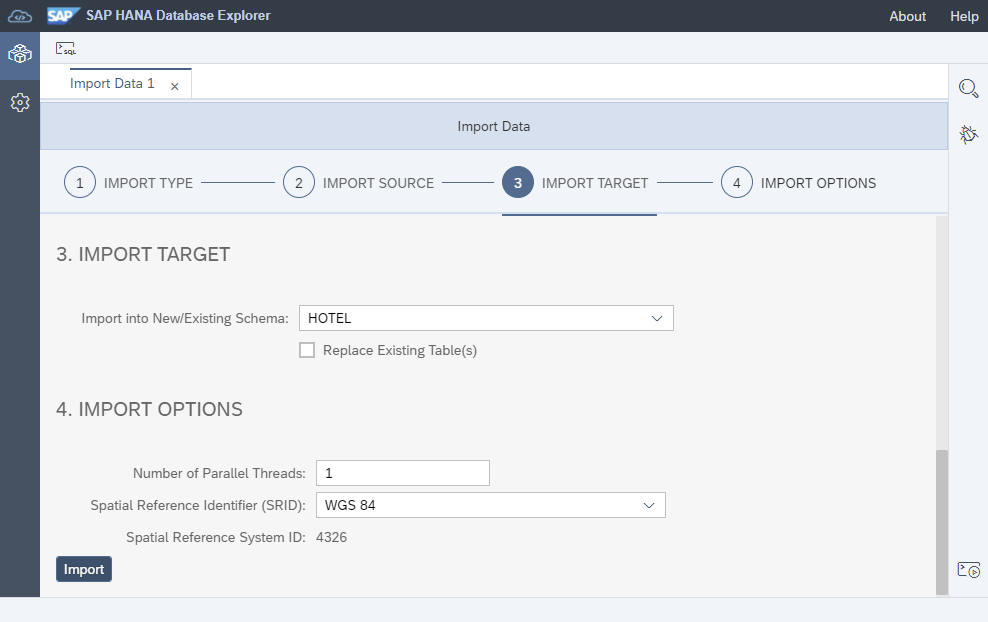 SAP SAP HANA Database Explorer About Help
SQL
Import Data 1
Import Data
1 IMPORT TYPE 2 IMPORT SOURCE 3 IMPORT TARGET 4 IMPORT OPTIONS
3. IMPORT TARGET
Import into New/Existing Schema: HOTEL
Replace Existing Table(s)
4. IMPORT OPTIONS
Number of Parallel Threads: 1
Spatial Reference Identifier (SRID): WGS 84
Spatial Reference System ID: 4326
Import